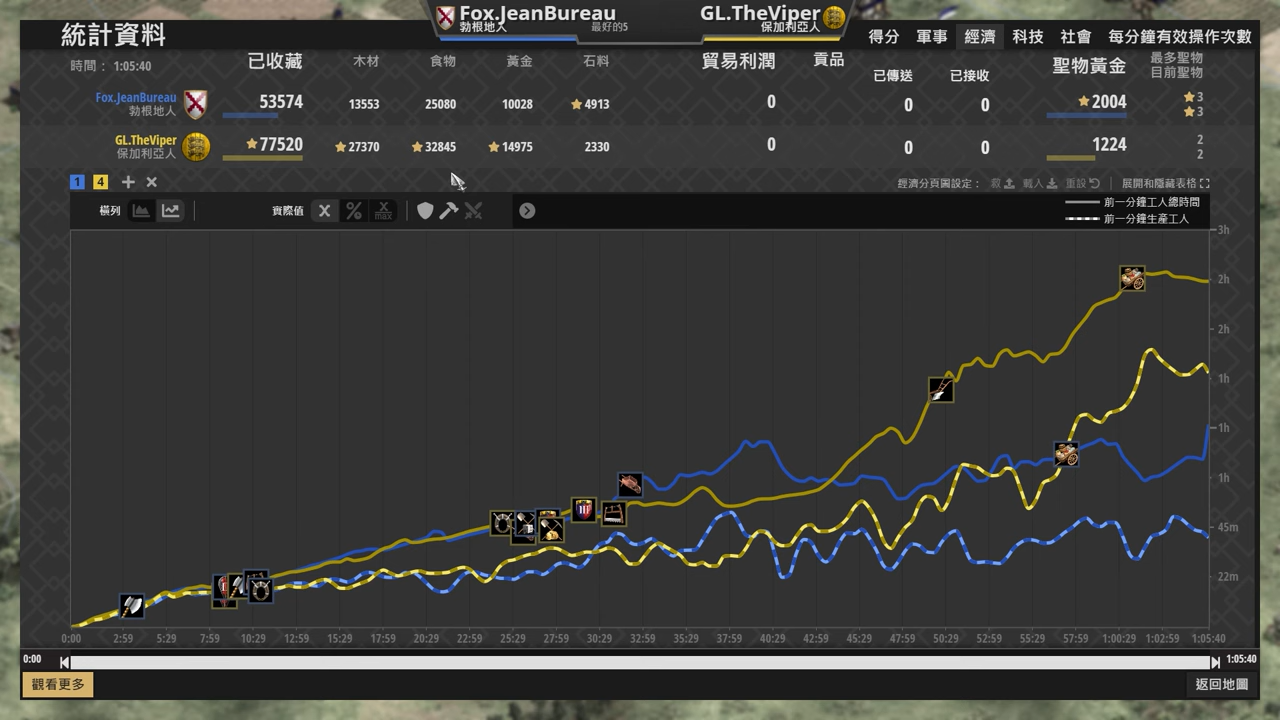 Fox.JeanBureau
勃根地人
最好的5
GL.TheViper
保加利亞人
統計資料
得分 軍事 經濟 科技 社會 每分鐘有效操作次數
時間： 1:05:40
已收藏 木材 食物 黃金 石料 貿易利潤 貢品 已傳送 已接收 聖物黃金 最多聖物
目前聖物
Fox.JeanBureau
勃根地人
53574 13553 25080 10028 4913 0 0 0 2004 3
3
GL.TheViper
保加利亞人
77520 27370 32845 14975 2330 0 0 0 1224 2
2
1 4 + ×
經濟分頁圖設定： 載入 重設 展開和隱藏表格
橫列 實際值 X % X/max
前一分鐘工人總時間
前一分鐘生產工人
3h
2h
2h
1h
1h
1h
45m
22m
0:00 2:59 5:29 7:59 10:29 12:59 15:29 17:59 20:29 22:59 25:29 27:59 30:29 32:59 35:29 37:59 40:29 42:59 45:29 47:59 50:29 52:59 55:29 57:59 1:00:29 1:02:59 1:05:40
0:00 1:05:40
觀看更多 返回地圖